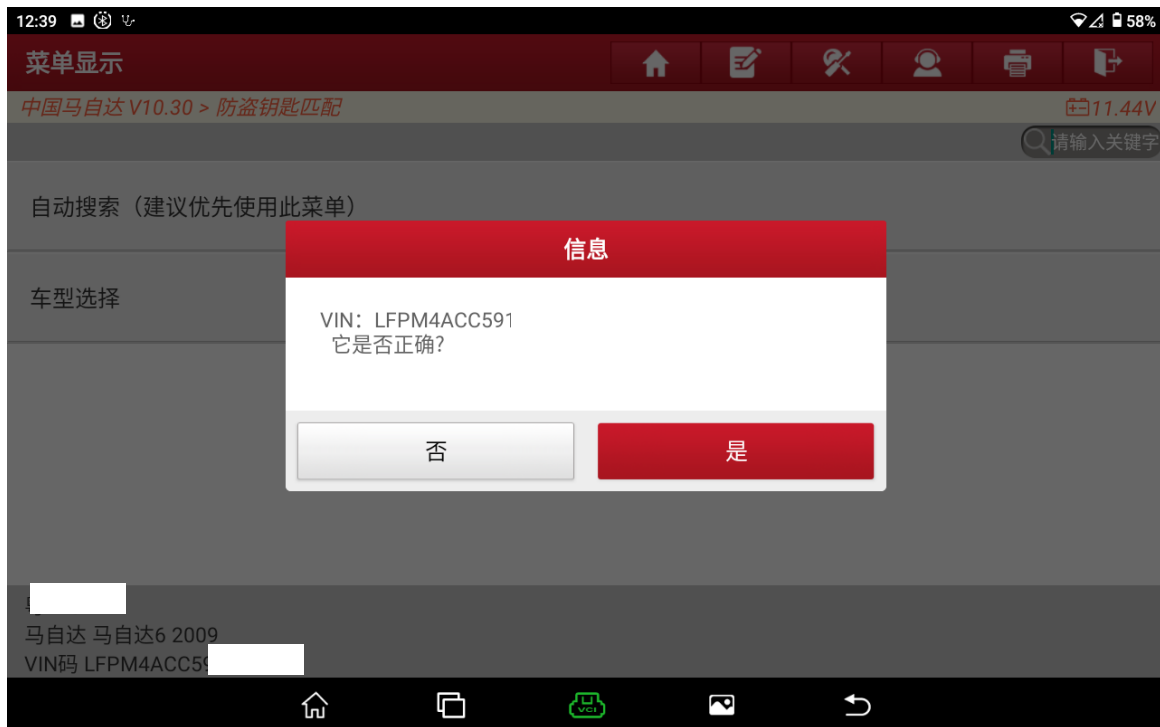 12:39 58%
菜单显示
中国马自达 V10.30 > 防盗钥匙匹配 11.44V
请输入关键字
自动搜索（建议优先使用此菜单）
车型选择
信息
VIN：LFPM4ACC591
它是否正确?
否 是
马自达 马自达6 2009
VIN码 LFPM4ACC59
VCI